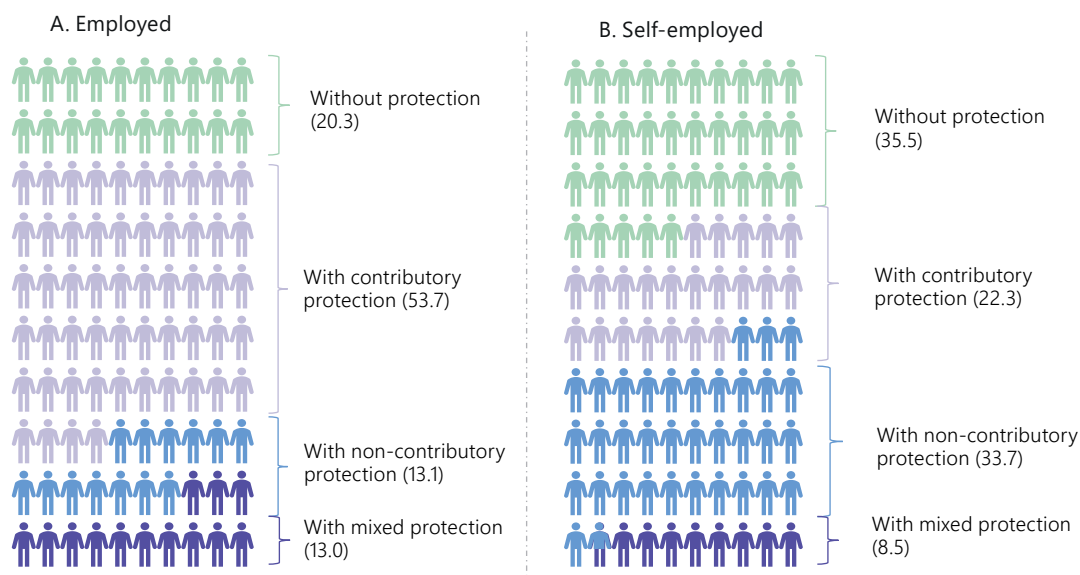 A. Employed
Without protection
(20.3)
With contributory
protection (53.7)
With non-contributory
protection (13.1)
With mixed protection
(13.0)
B. Self-employed
Without protection
(35.5)
With contributory
protection (22.3)
With non-contributory
protection (33.7)
With mixed protection
(8.5)